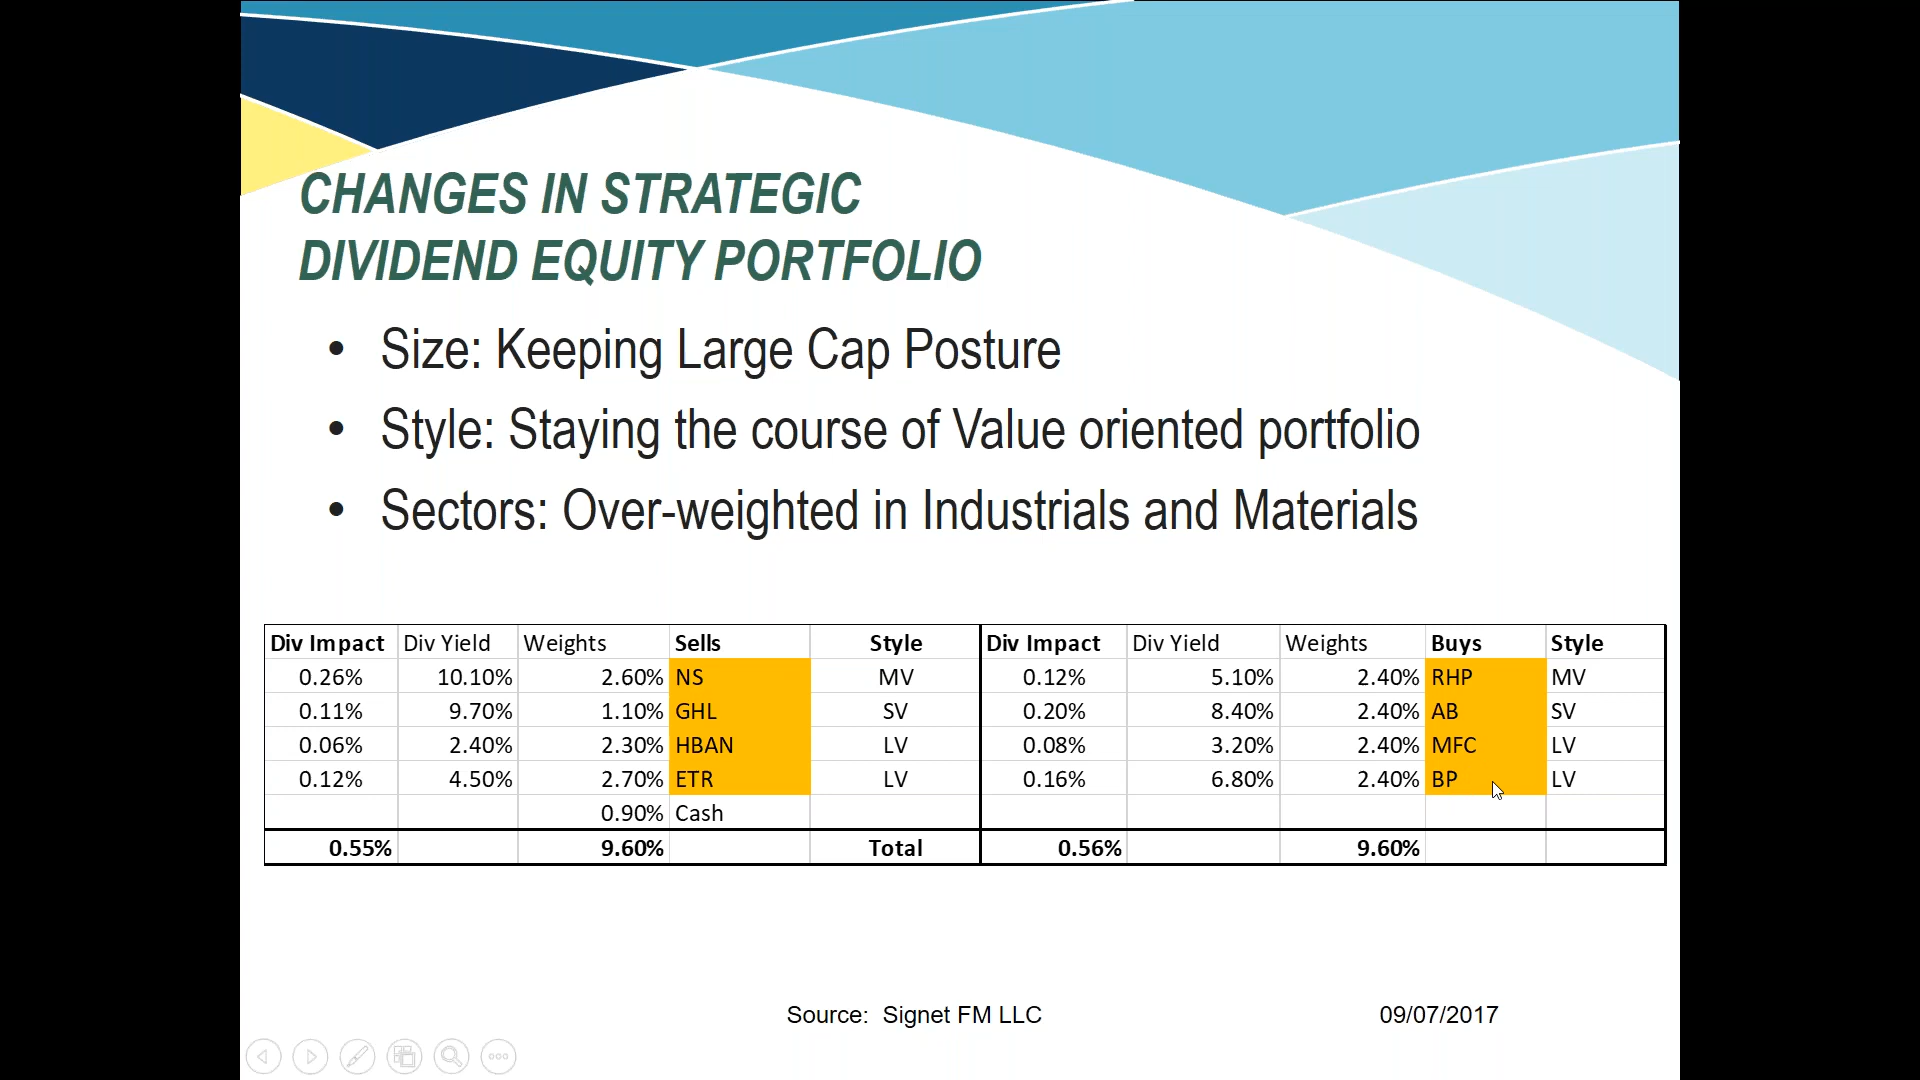 CHANGES IN STRATEGIC
DIVIDEND EQUITY PORTFOLIO
• Size: Keeping Large Cap Posture
• Style: Staying the course of Value oriented portfolio
• Sectors: Over-weighted in Industrials and Materials
Div Impact Div Yield Weights Sells Style Div Impact Div Yield Weights Buys Style
0.26% 10.10% 2.60% NS MV 0.12% 5.10% 2.40% RHP MV
0.11% 9.70% 1.10% GHL SV 0.20% 8.40% 2.40% AB SV
0.06% 2.40% 2.30% HBAN LV 0.08% 3.20% 2.40% MFC LV
0.12% 4.50% 2.70% ETR LV 0.16% 6.80% 2.40% BP LV
0.90% Cash
0.55% 9.60% Total 0.56% 9.60%
Source: Signet FM LLC 09/07/2017